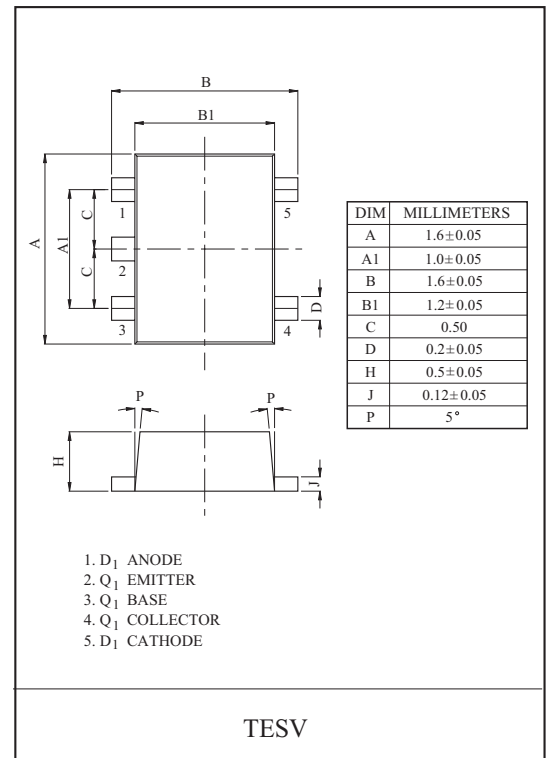 B
B1
1
5
C
A
A1
2
C
D
3
4
P
P
H
J
DIM MILLIMETERS
A 1.6±0.05
A1 1.0±0.05
B 1.6±0.05
B1 1.2±0.05
C 0.50
D 0.2±0.05
H 0.5±0.05
J 0.12±0.05
P 5°
1. D1 ANODE
2. Q1 EMITTER
3. Q1 BASE
4. Q1 COLLECTOR
5. D1 CATHODE
TESV